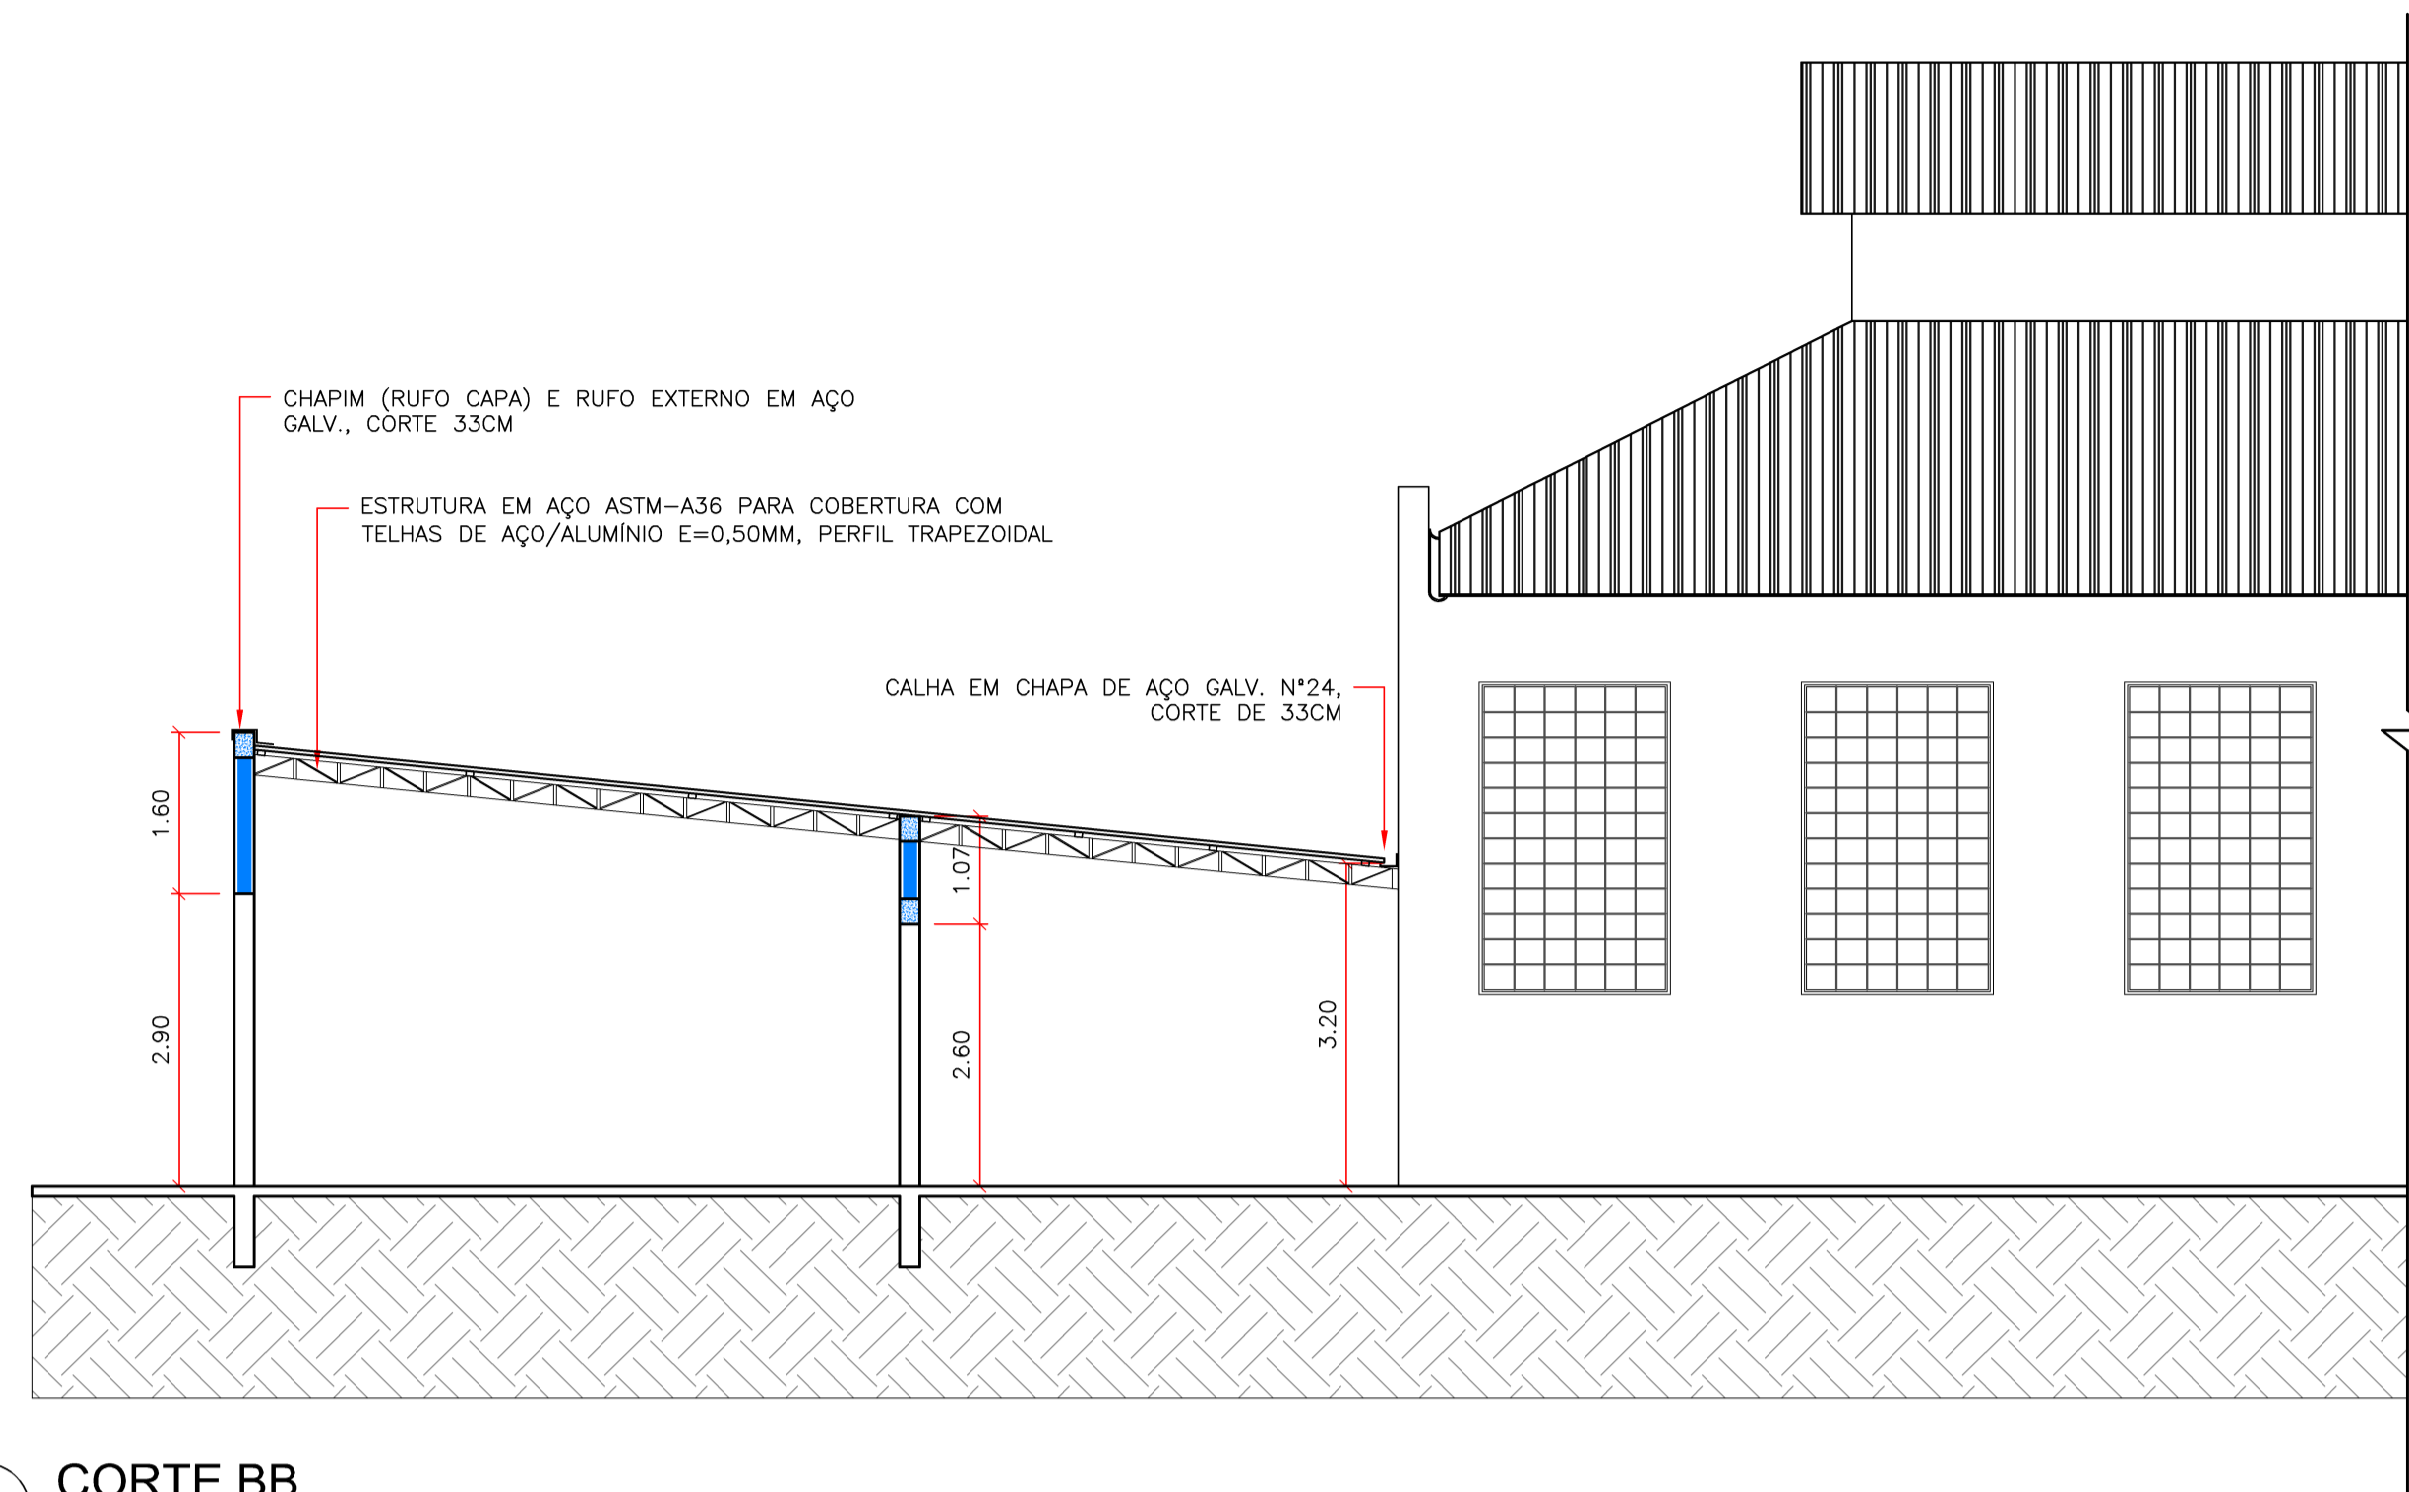 CHAPIM (RUFO CAPA) E RUFO EXTERNO EM AÇO
GALV., CORTE 33CM
ESTRUTURA EM AÇO ASTM-A36 PARA COBERTURA COM
TELHAS DE AÇO/ALUMÍNIO E=0,50MM, PERFIL TRAPEZOIDAL
CALHA EM CHAPA DE AÇO GALV. Nº24,
CORTE DE 33CM
1.60
1.07
2.90
2.60
3.20
CORTE BB